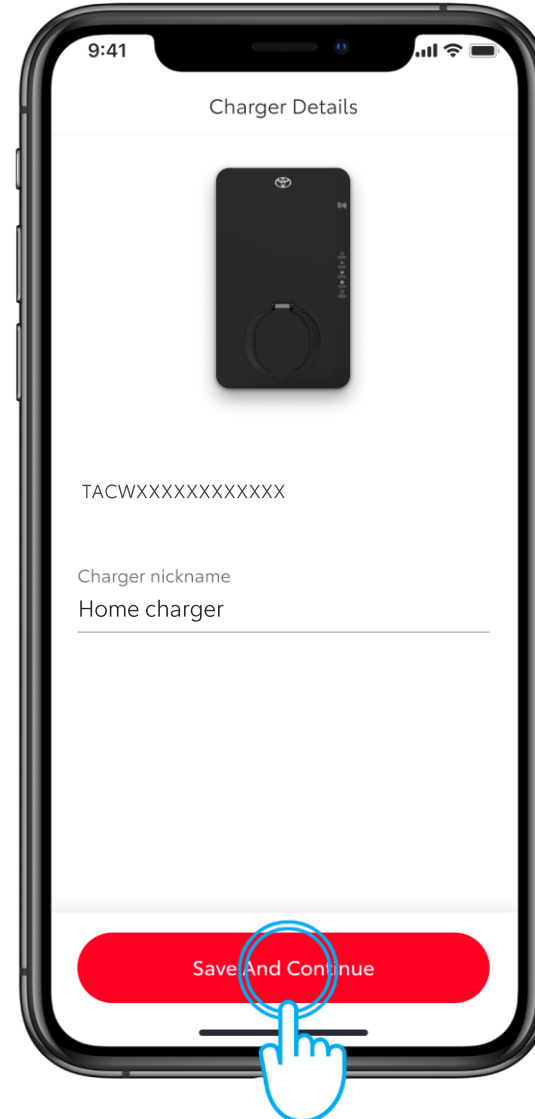 9:41
Charger Details
TACWXXXXXXXXXXXX
Charger nickname
Home charger
Save And Continue